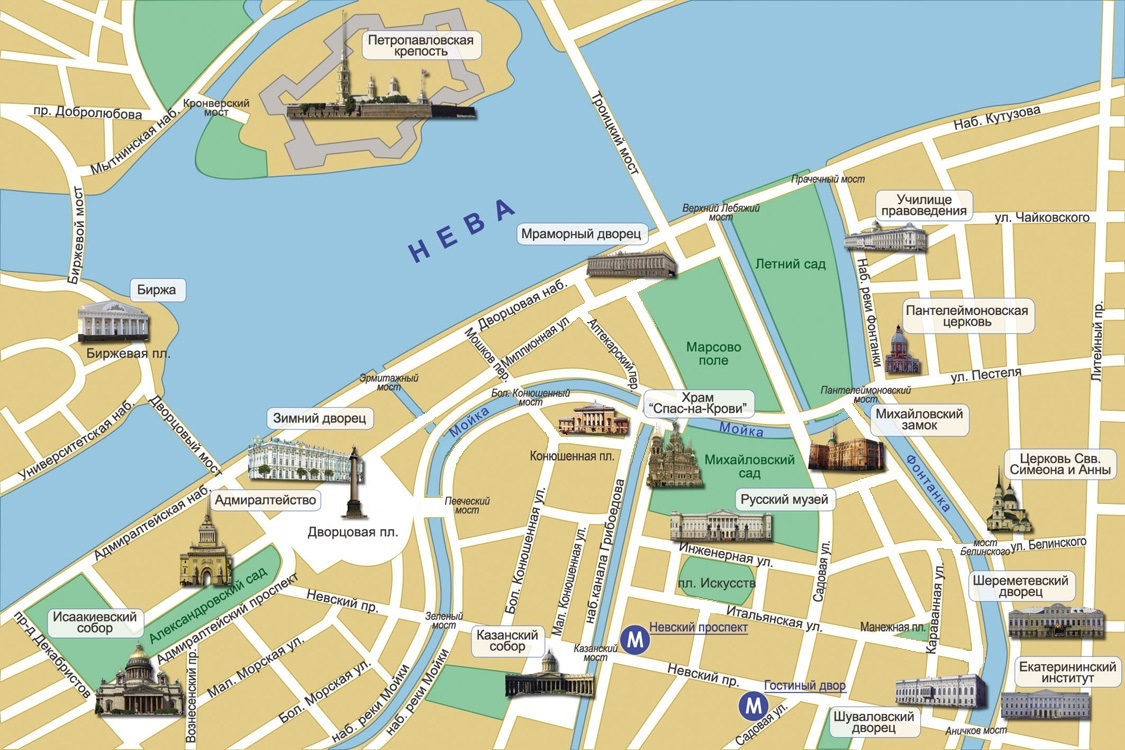 Петропавловская
крепость
Кронверский
мост
пр. Добролюбова
Мытнинская наб.
Троицкий мост
Наб. Кутузова
Прачечный мост
Биржевой мост
НЕВА
Верхний Лебяжий
мост
Училище
правоведения
ул. Чайковского
Мраморный дворец
Летний сад
Наб. реки Фонтанки
Биржа
Биржевая пл.
Дворцовая наб.
Миллионная ул
Мошков пер.
Аптекарский пер.
Марсово
поле
Пантелеймоновская
церковь
Литейный пр.
ул. Пестеля
Эрмитажный
мост
Бол. Конюшенный
мост
Мойка
Храм
"Спас-на-Крови"
Мойка
Пантелеймоновский
мост
Михайловский
замок
Университетская наб.
Дворцовый мост
Зимний дворец
Конюшенная пл.
Михайловский
сад
Фонтанка
Церковь Свв.
Симеона и Анны
Адмиралтейская наб.
Адмиралтейство
Дворцовая пл.
Певческий
мост
Русский музей
Бол. Конюшенная ул.
Мал. Конюшенная ул.
наб.канала Грибоедова
Инженерная ул.
пл. Искусств
Садовая ул.
мост
Белинского
ул. Белинского
Александровский сад
Адмиралтейский проспект
Невский пр.
Зеленый
мост
Итальянская ул.
Манежная пл.
Караванная ул.
Шереметевский
дворец
Исаакиевский
собор
пр-д Декабристов
Казанский
собор
Казанский
мост
М
Невский проспект
Невский пр.
М
Гостиный двор
Садовая ул.
Вознесенский пр.
Мал. Морская ул.
Бол. Морская ул.
наб. реки Мойки
наб. реки Мойки
Екатерининский
институт
Шуваловский
дворец
Аничков мост